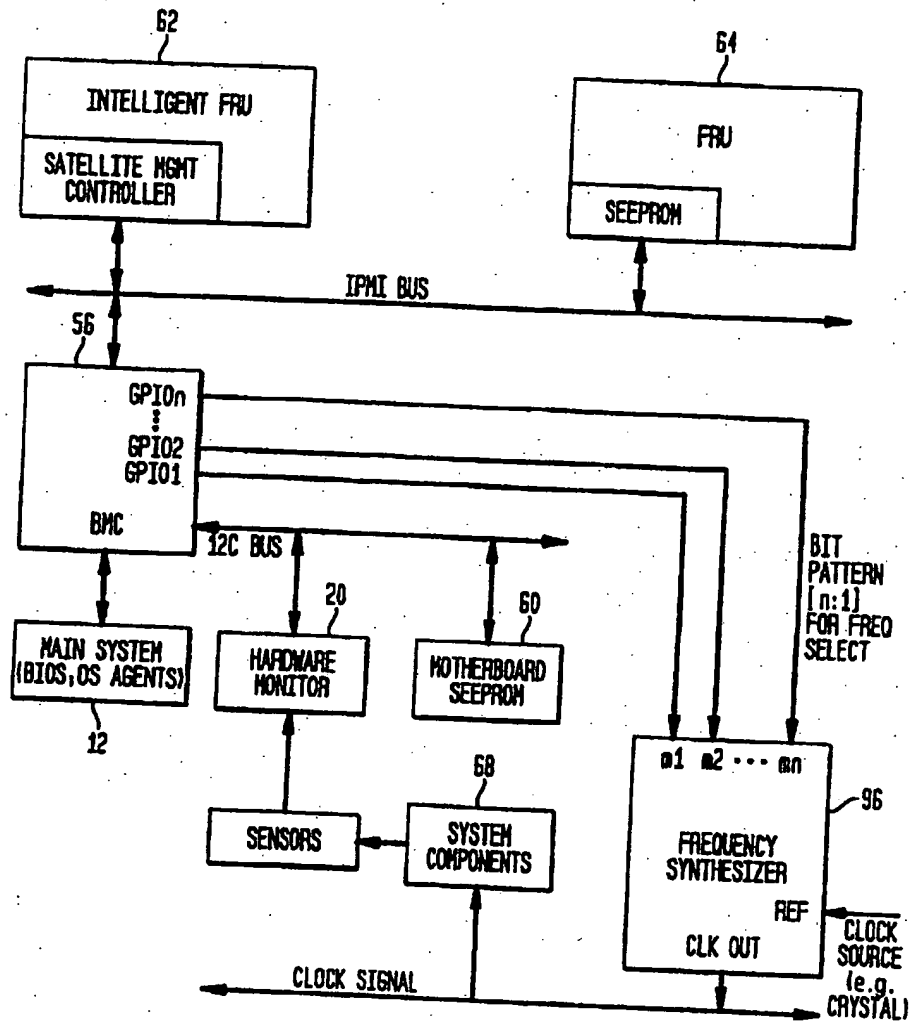 62
INTELLIGENT FRU
SATELLITE MGMT
CONTROLLER
64
FRU
SEEPROM
IPMI BUS
56
GPIOn
GPIO2
GPIO1
BMC
12C BUS
BIT
PATTERN
[n:1]
FOR FREQ
SELECT
MAIN SYSTEM
(BIOS,OS AGENTS)
12
20
HARDWARE
MONITOR
60
MOTHERBOARD
SEEPROM
m1 m2 ••• mn
96
FREQUENCY
SYNTHESIZER
REF
CLK OUT
SENSORS
68
SYSTEM
COMPONENTS
CLOCK
SOURCE
(e.g.
CRYSTAL)
CLOCK SIGNAL